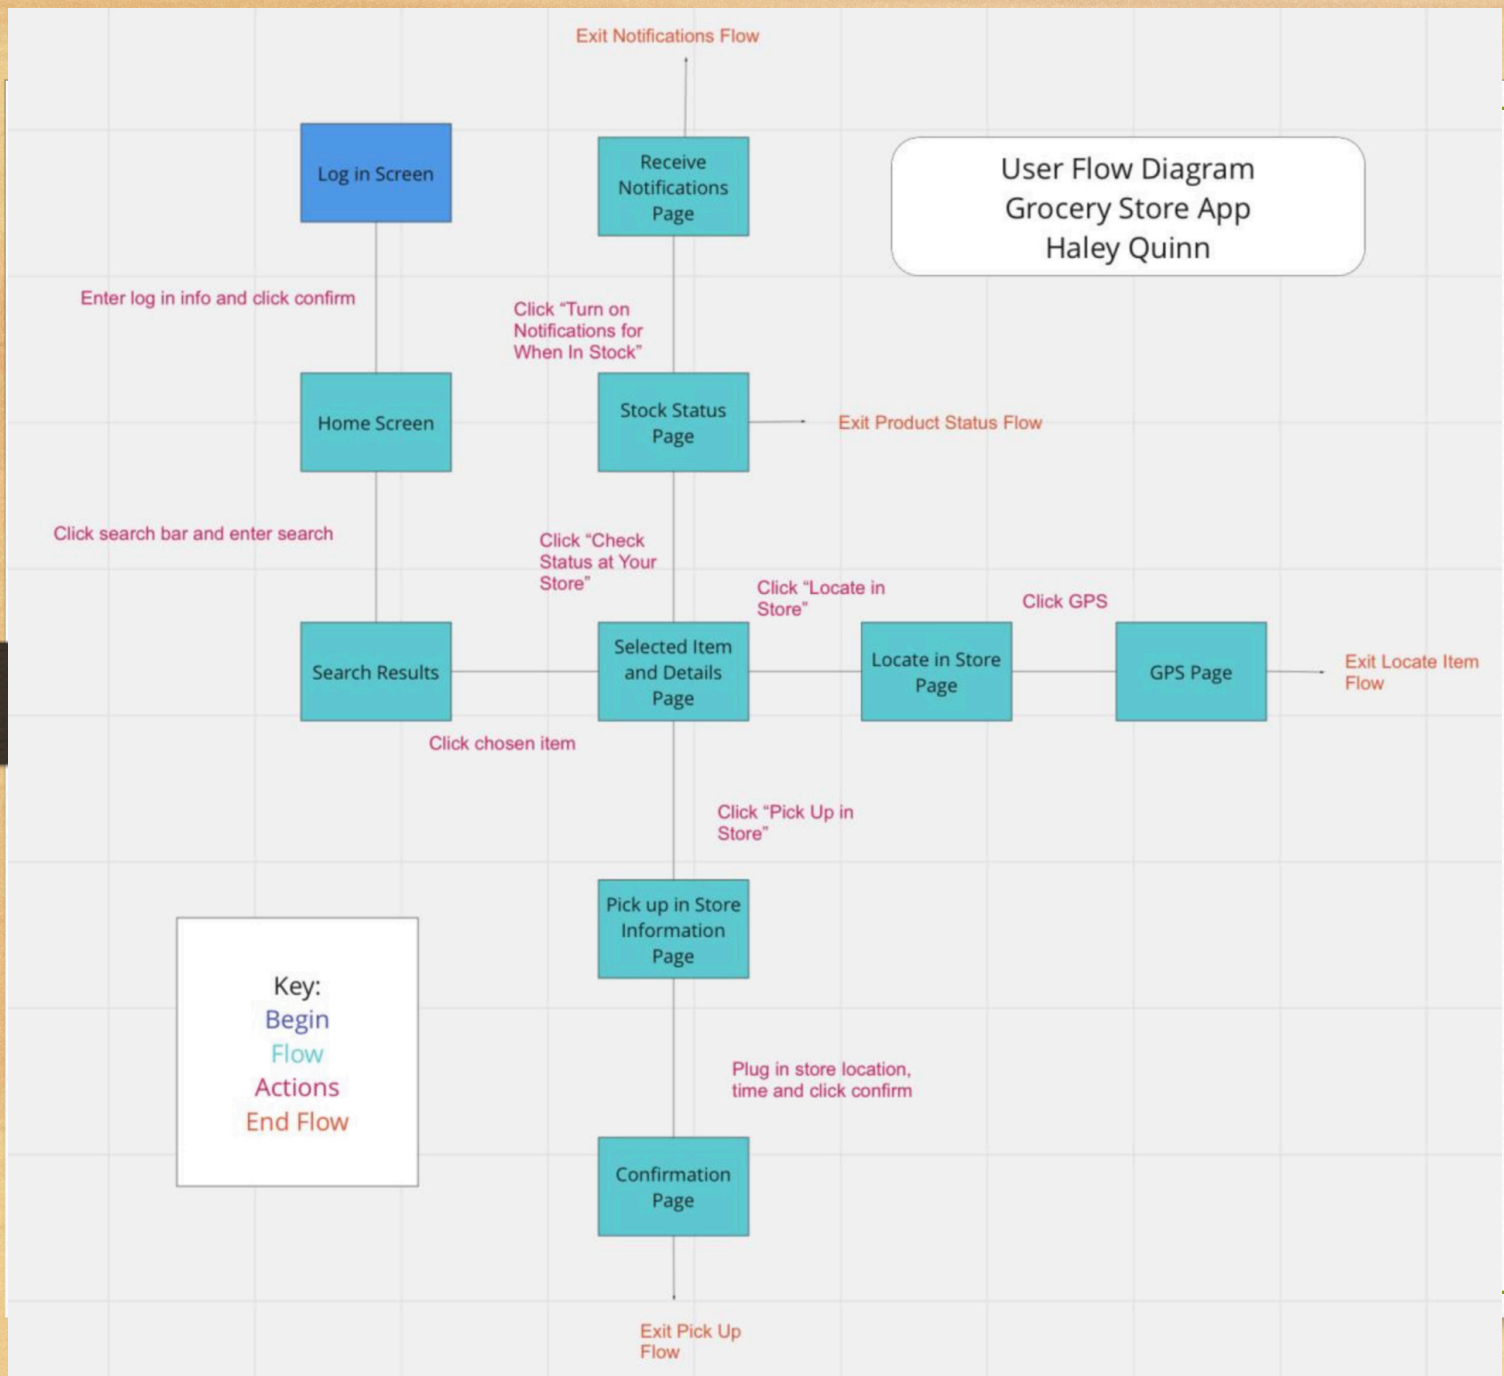 Exit Notifications Flow
Log in Screen
Receive
Notifications
Page
User Flow Diagram
Grocery Store App
Haley Quinn
Enter log in info and click confirm
Click “Turn on
Notifications for
When In Stock”
Home Screen
Stock Status
Page
Exit Product Status Flow
Click search bar and enter search
Click “Check
Status at Your
Store”
Click “Locate in
Store”
Click GPS
Search Results
Selected Item
and Details
Page
Locate in Store
Page
GPS Page
Exit Locate Item
Flow
Click chosen item
Click “Pick Up in
Store”
Pick up in Store
Information
Page
Key:
Begin
Flow
Actions
End Flow
Plug in store location,
time and click confirm
Confirmation
Page
Exit Pick Up
Flow